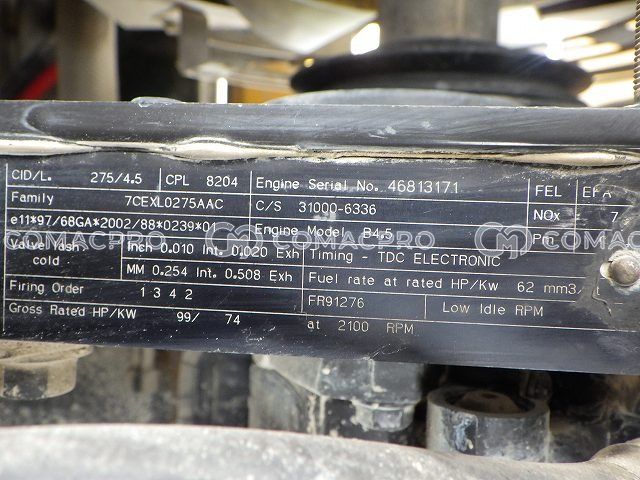 CID/L. 275/4.5 CPL 8204 Engine Serial No. 46813171 FEL EPA
Family 7CEXL0275AAC C/S 31000-6336 NOx 7
e11*97/68GA*2002/88*0239*01 Engine Model B4.5 Pm
COMACPRO COMACPRO COMACPRO
Valve lash Inch 0.010 Int. 0.020 Exh Timing - TDC ELECTRONIC
cold MM 0.254 Int. 0.508 Exh Fuel rate at rated HP/Kw 62 mm3/
Firing Order 1 3 4 2 FR91276 Low Idle RPM
Gross Rated HP/KW 99/ 74 at 2100 RPM